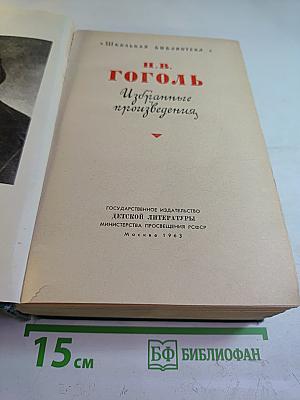 «Школьная библиотека»
Н.В.
ГОГОЛЬ
Избранные
произведения
ГОСУДАРСТВЕННОЕ ИЗДАТЕЛЬСТВО
ДЕТСКОЙ ЛИТЕРАТУРЫ
МИНИСТЕРСТВА ПРОСВЕЩЕНИЯ РСФСР
Москва 1963
15 см
БФ БИБЛИОФАН